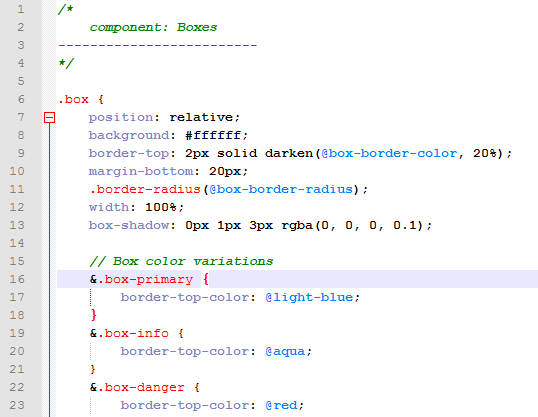 1 /*
2     component: Boxes
3 -------------------------
4 */
5
6 .box {
7     position: relative;
8     background: #ffffff;
9     border-top: 2px solid darken(@box-border-color, 20%);
10     margin-bottom: 20px;
11     .border-radius(@box-border-radius);
12     width: 100%;
13     box-shadow: 0px 1px 3px rgba(0, 0, 0, 0.1);
14
15     // Box color variations
16     &.box-primary {
17         border-top-color: @light-blue;
18     }
19     &.box-info {
20         border-top-color: @aqua;
21     }
22     &.box-danger {
23         border-top-color: @red;